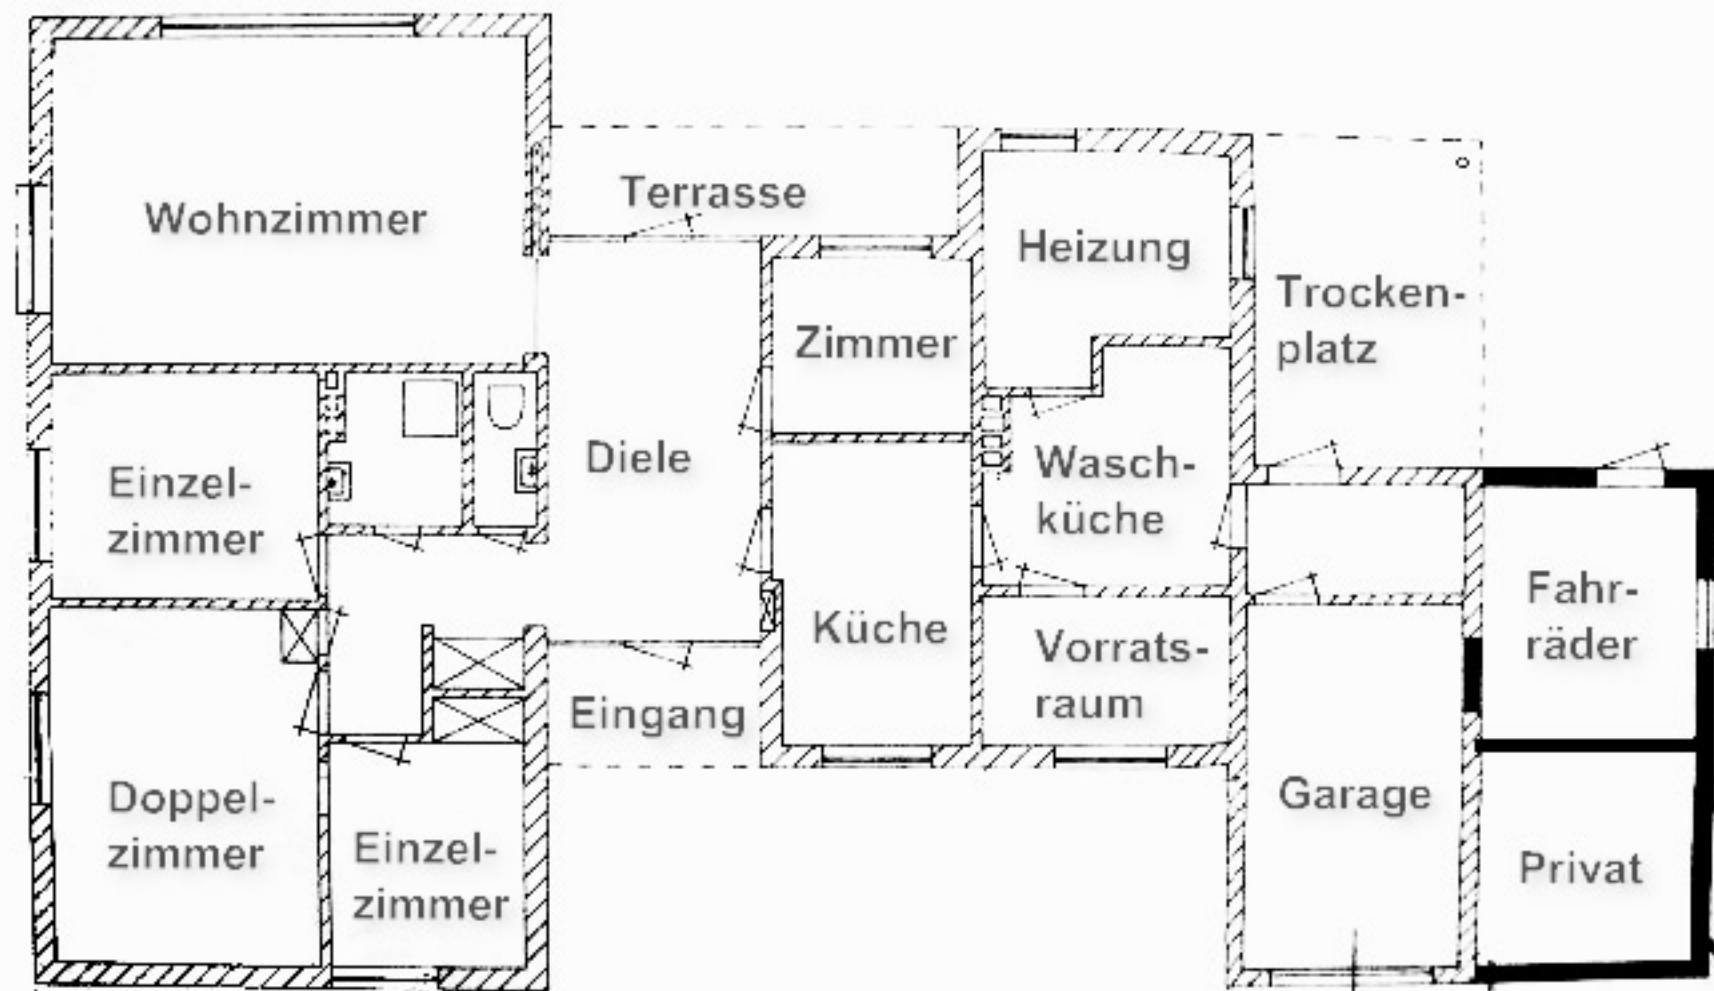 Wohnzimmer
Terrasse
Heizung
Trocken-
platz
Zimmer
Einzel-
zimmer
Diele
Wasch-
küche
Küche
Vorrats-
raum
Fahr-
räder
Eingang
Doppel-
zimmer
Einzel-
zimmer
Garage
Privat